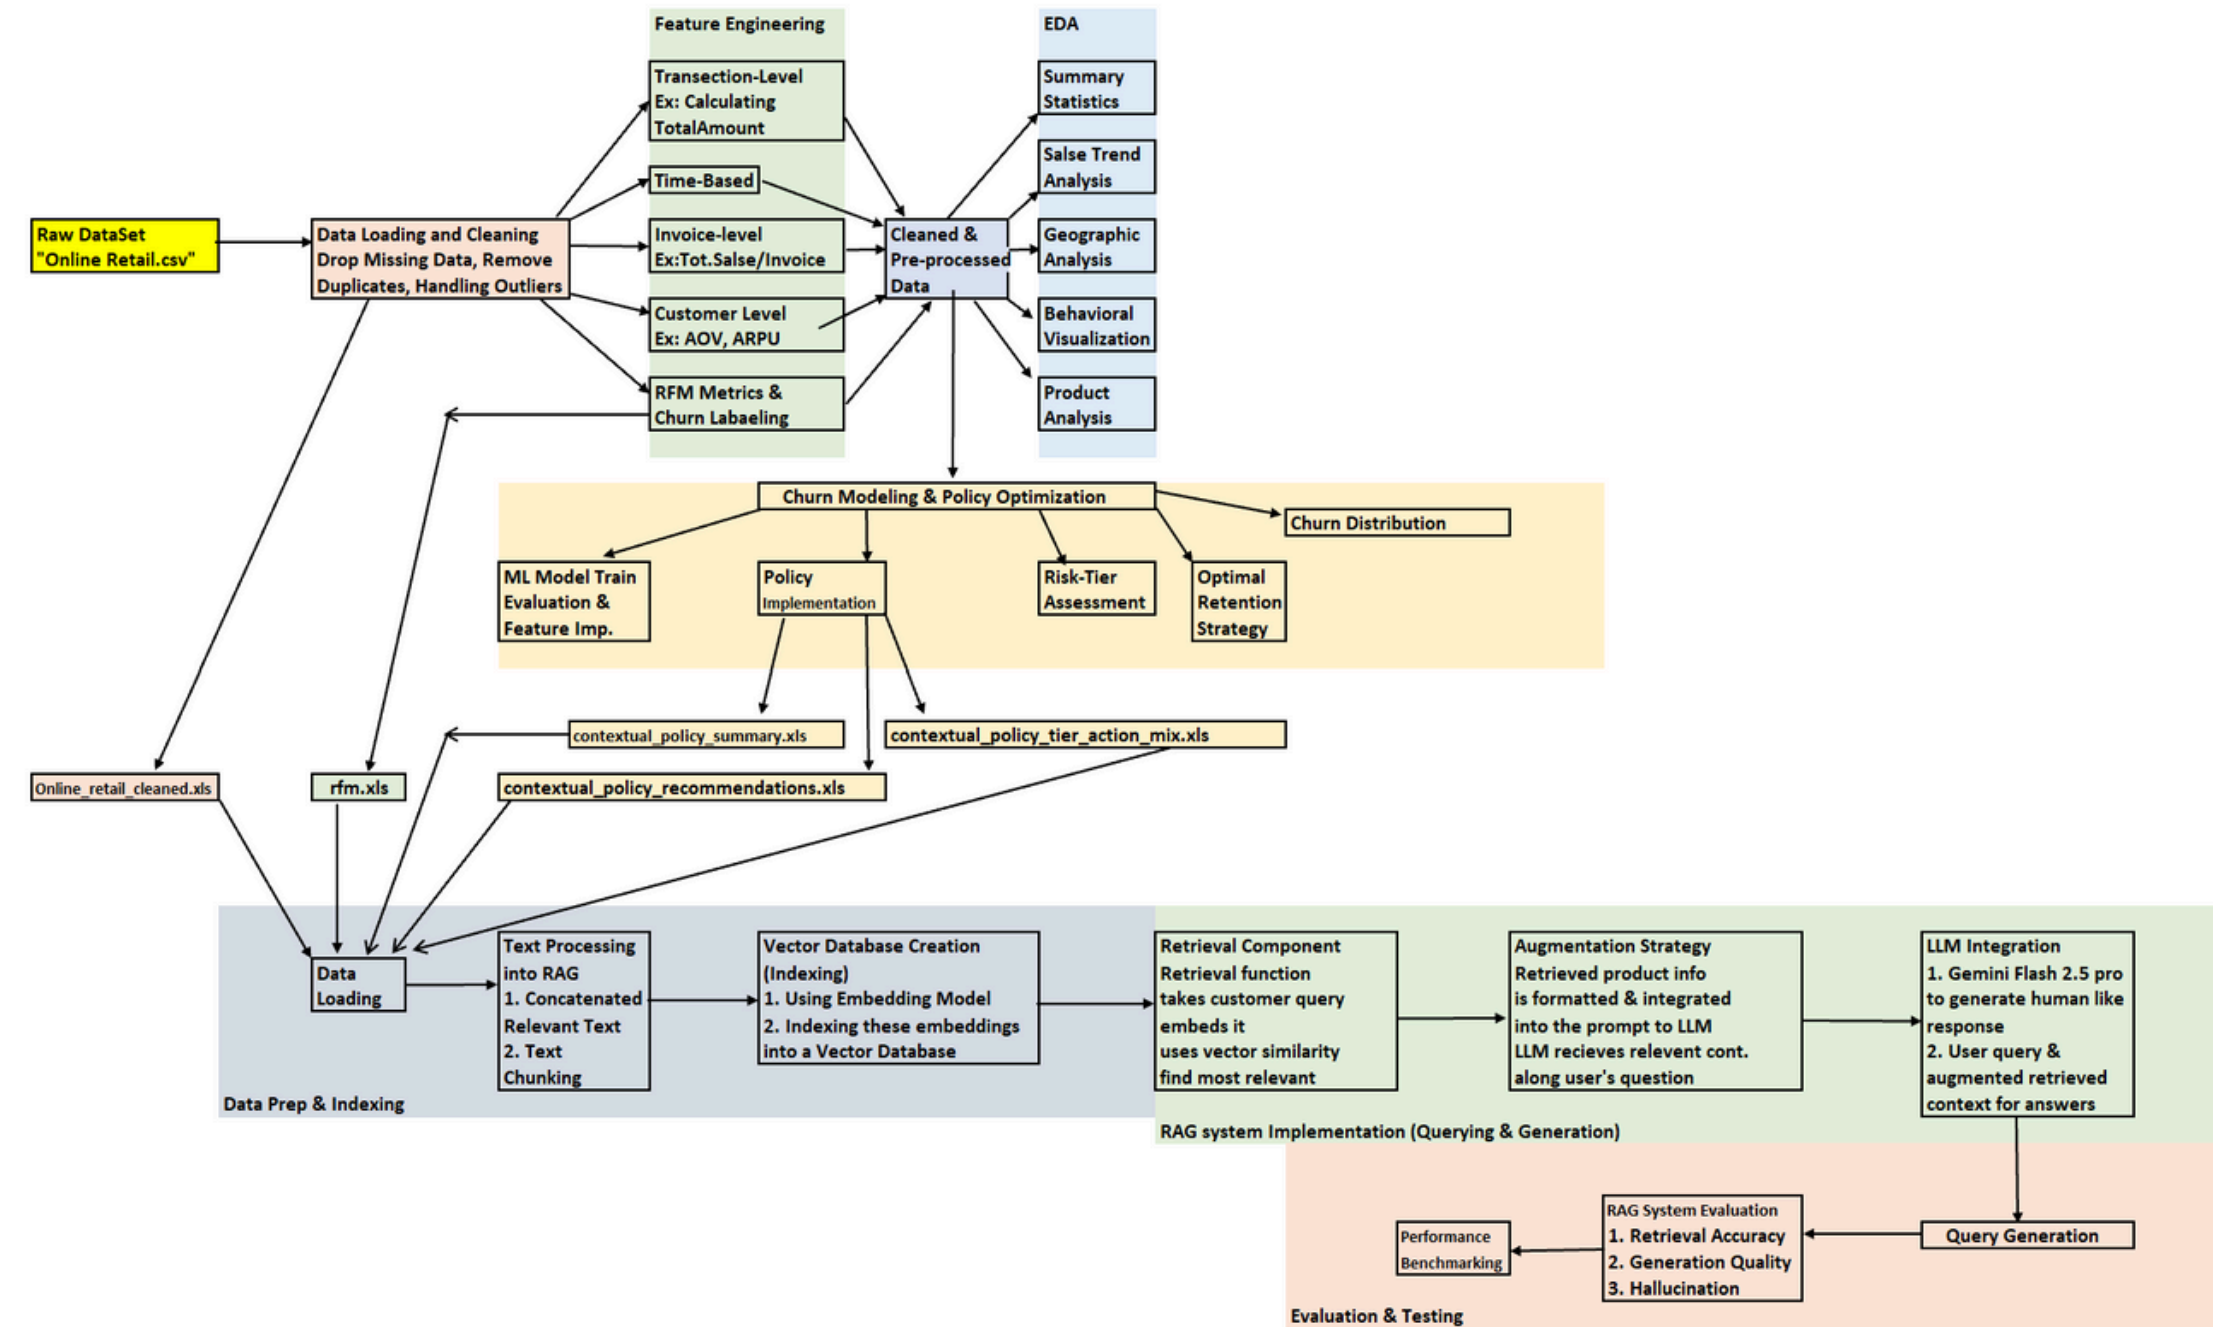 Feature Engineering
EDA
Transection-Level
Ex: Calculating
TotalAmount
Summary
Statistics
Salse Trend
Analysis
Time-Based
Raw DataSet
"Online Retail.csv"
Data Loading and Cleaning
Drop Missing Data, Remove
Duplicates, Handling Outliers
Invoice-level
Ex:Tot.Salse/Invoice
Cleaned &
Pre-processed
Data
Geographic
Analysis
Customer Level
Ex: AOV, ARPU
Behavioral
Visualization
RFM Metrics &
Churn Labaeling
Product
Analysis
Churn Modeling & Policy Optimization
Churn Distribution
ML Model Train
Evaluation &
Feature Imp.
Policy
Implementation
Risk-Tier
Assessment
Optimal
Retention
Strategy
contextual_policy_summary.xls
contextual_policy_tier_action_mix.xls
Online_retail_cleaned.xls
rfm.xls
contextual_policy_recommendations.xls
Data
Loading
Text Processing
into RAG
1. Concatenated
Relevant Text
2. Text
Chunking
Vector Database Creation
(Indexing)
1. Using Embedding Model
2. Indexing these embeddings
into a Vector Database
Retrieval Component
Retrieval function
takes customer query
embeds it
uses vector similarity
find most relevant
Augmentation Strategy
Retrieved product info
is formatted & integrated
into the prompt to LLM
LLM recieves relevent cont.
along user's question
LLM Integration
1. Gemini Flash 2.5 pro
to generate human like
response
2. User query &
augmented retrieved
context for answers
Data Prep & Indexing
RAG system Implementation (Querying & Generation)
Performance
Benchmarking
RAG System Evaluation
1. Retrieval Accuracy
2. Generation Quality
3. Hallucination
Query Generation
Evaluation & Testing